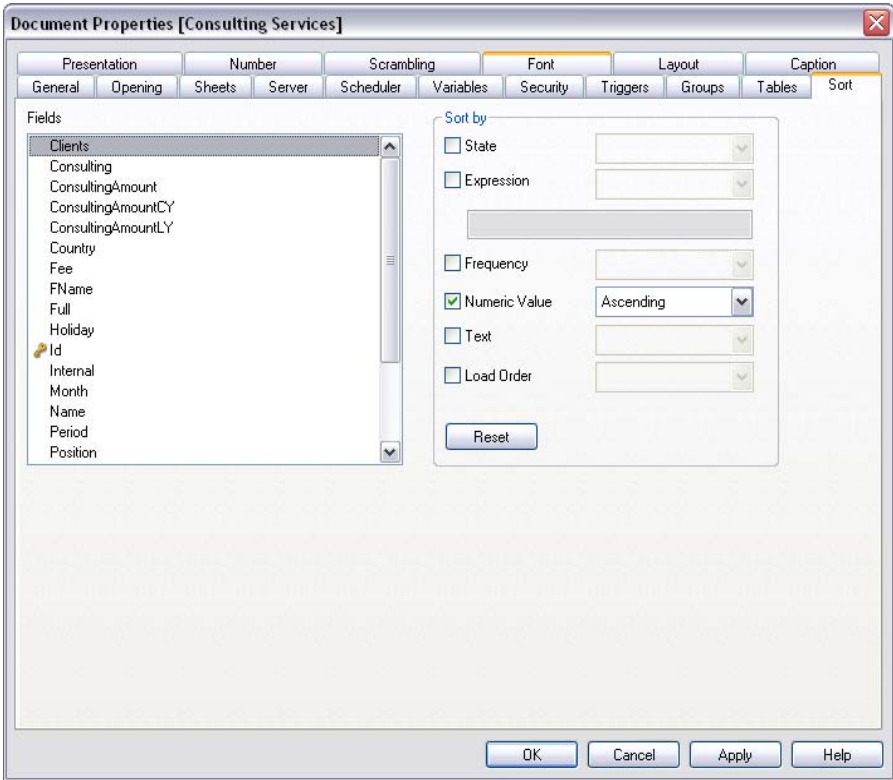 Document Properties [Consulting Services]
Presentation Number Scrambling Font Layout Caption
General Opening Sheets Server Scheduler Variables Security Triggers Groups Tables Sort
Fields
Clients
Consulting
ConsultingAmount
ConsultingAmountCY
ConsultingAmountLY
Country
Fee
FName
Full
Holiday
Id
Internal
Month
Name
Period
Position
Sort by
State
Expression
Frequency
Numeric Value Ascending
Text
Load Order
Reset
OK Cancel Apply Help